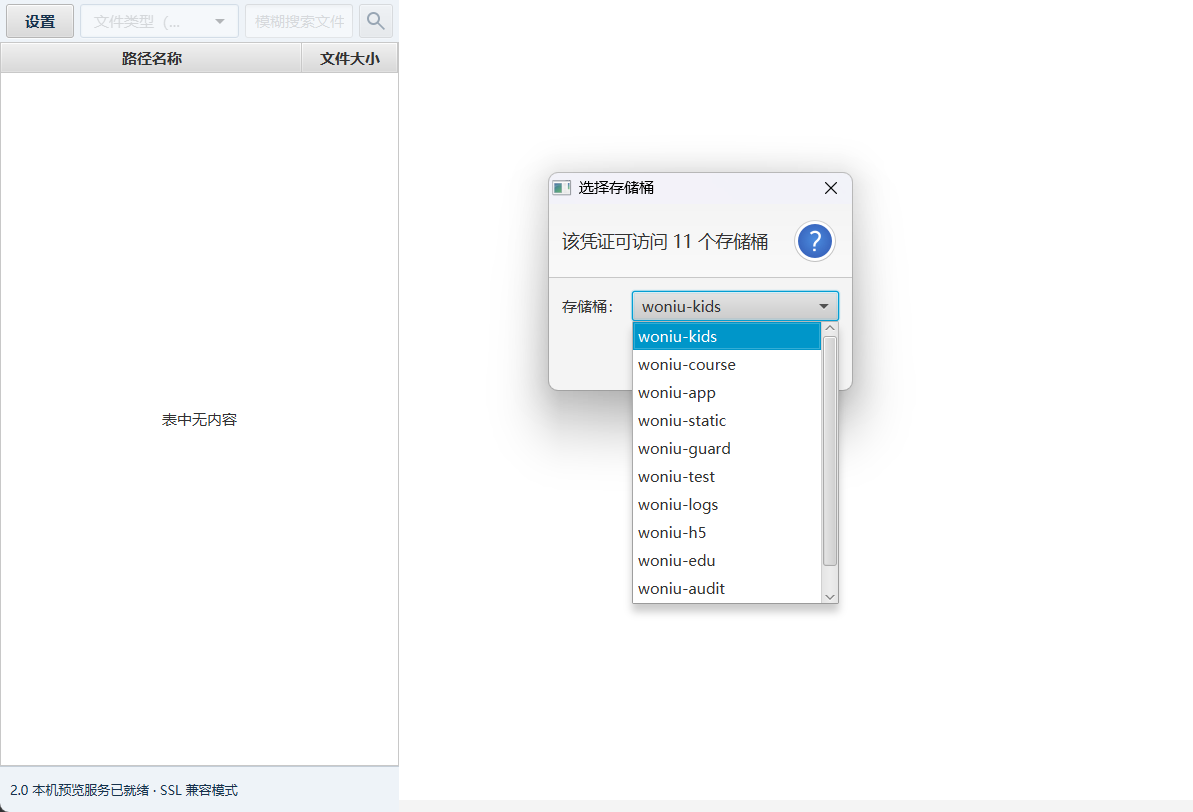 设置
文件类型（...
模糊搜索文件
路径名称
文件大小
表中无内容
选择存储桶
该凭证可访问 11 个存储桶
?
存储桶：
woniu-kids
woniu-kids
woniu-course
woniu-app
woniu-static
woniu-guard
woniu-test
woniu-logs
woniu-h5
woniu-edu
woniu-audit
2.0 本机预览服务已就绪 · SSL 兼容模式